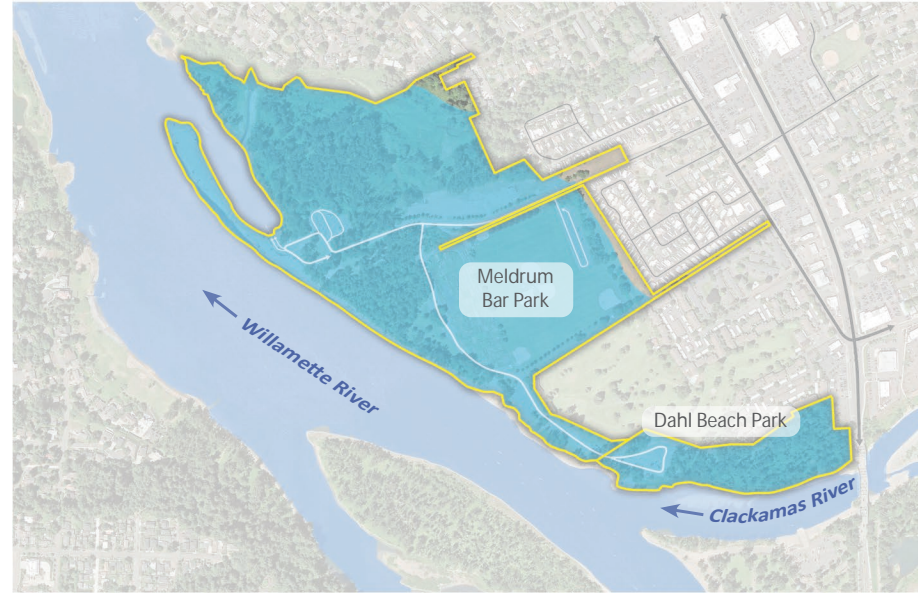 Meldrum
Bar Park
Willamette River
Dahl Beach Park
Clackamas River